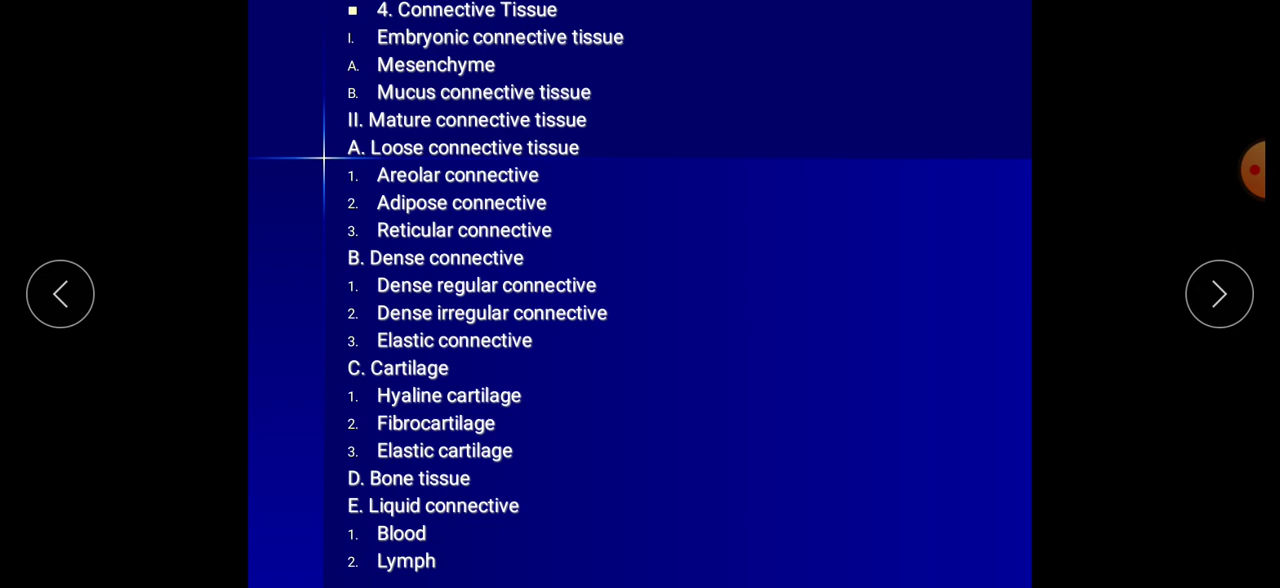 4. Connective Tissue
I. Embryonic connective tissue
A. Mesenchyme
B. Mucus connective tissue
II. Mature connective tissue
A. Loose connective tissue
1. Areolar connective
2. Adipose connective
3. Reticular connective
B. Dense connective
1. Dense regular connective
2. Dense irregular connective
3. Elastic connective
C. Cartilage
1. Hyaline cartilage
2. Fibrocartilage
3. Elastic cartilage
D. Bone tissue
E. Liquid connective
1. Blood
2. Lymph